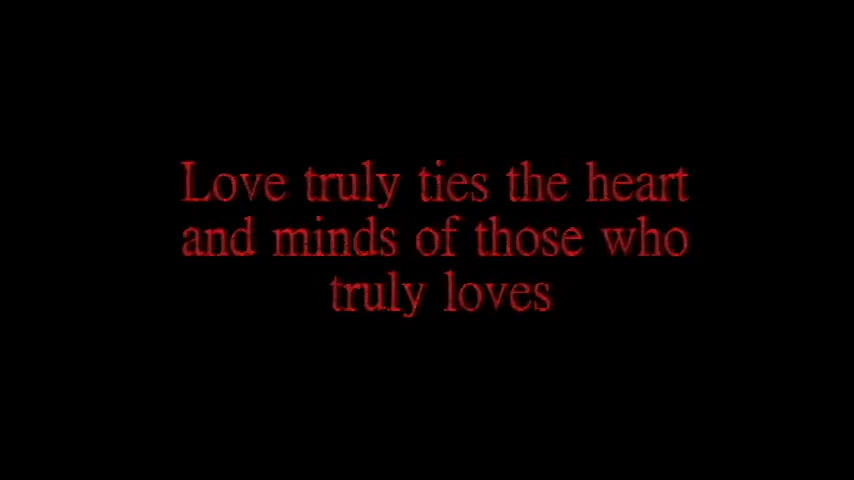 Love truly ties the heart
and minds of those who
truly loves